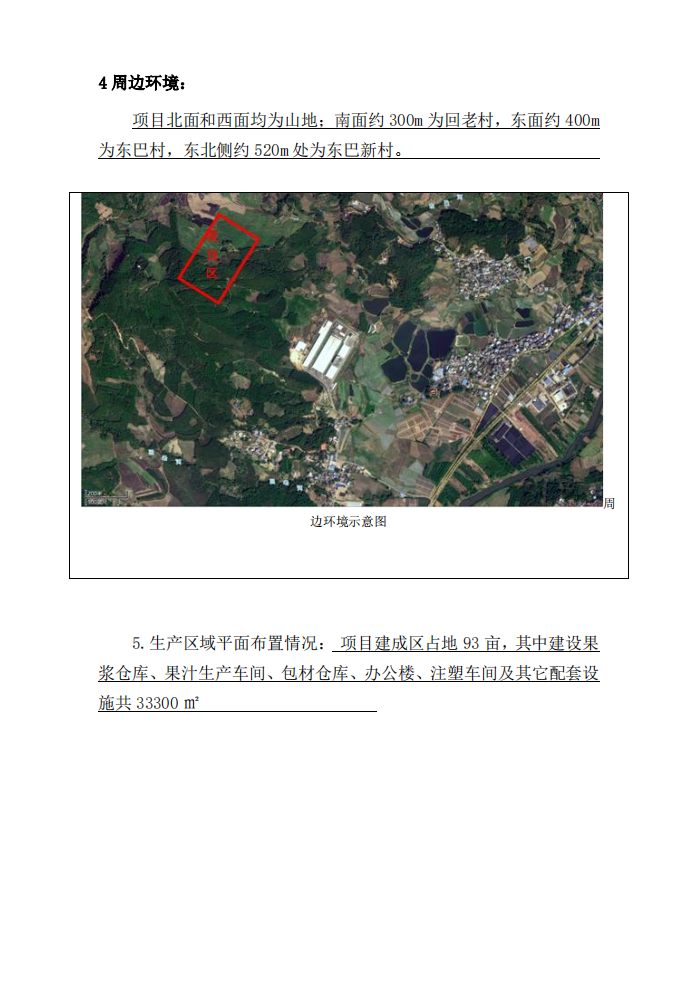 4 周边环境：
项目北面和西面均为山地；南面约 300m 为回老村，东面约 400m
为东巴村，东北侧约 520m 处为东巴新村。
区
周
边环境示意图
5.生产区域平面布置情况： 项目建成区占地 93 亩，其中建设果
浆仓库、果汁生产车间、包材仓库、办公楼、注塑车间及其它配套设
施共 33300 ㎡